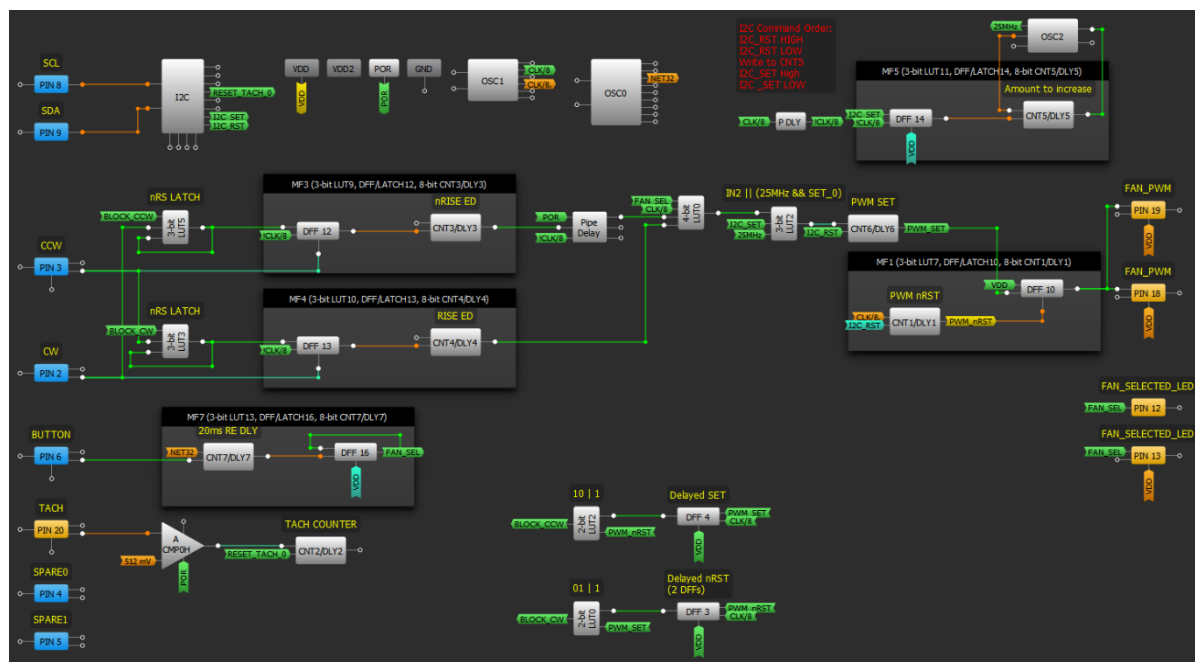 SCL
PIN 8
SDA
PIN 9
I2C
RESET_TACH_0
I2C_SET
I2C_RST
VDD
VDD2
POR
GND
VDD
POR
OSC1
CLK/8
CLK/8
OSC0
NET32
I2C Command Order:
I2C_RST HIGH
I2C_RST LOW
Write to CNT5
I2C_SET High
I2C _SET LOW
25MHz
OSC2
MF5 (3-bit LUT11, DFF/LATCH14, 8-bit CNT5/DLY5)
Amount to increase
CLK/8
P DLY
!CLK/8
I2C_SET
!CLK/8
DFF 14
CNT5/DLY5
VDD
nRS LATCH
BLOCK_CCW
3-bit
LUT5
CCW
PIN 3
MF3 (3-bit LUT9, DFF/LATCH12, 8-bit CNT3/DLY3)
nRISE ED
!CLK/8
DFF 12
CNT3/DLY3
POR
!CLK/8
Pipe
Delay
FAN_SEL
CLK/8
4-bit
LUT0
IN2 || (25MHz && SET_0)
I2C_SET
25MHz
3-bit
LUT2
PWM SET
I2C_RST
CNT6/DLY6
PWM_SET
FAN_PWM
PIN 19
VDD
MF1 (3-bit LUT7, DFF/LATCH10, 8-bit CNT1/DLY1)
VDD
DFF 10
PWM nRST
CLK/8
I2C_RST
CNT1/DLY1
PWM_nRST
FAN_PWM
PIN 18
VDD
nRS LATCH
BLOCK_CW
3-bit
LUT3
CW
PIN 2
MF4 (3-bit LUT10, DFF/LATCH13, 8-bit CNT4/DLY4)
RISE ED
!CLK/8
DFF 13
CNT4/DLY4
FAN_SELECTED_LED
FAN_SEL
PIN 12
FAN_SELECTED_LED
FAN_SEL
PIN 13
VDD
BUTTON
PIN 6
MF7 (3-bit LUT13, DFF/LATCH16, 8-bit CNT7/DLY7)
20ms RE DLY
NET32
CNT7/DLY7
DFF 16
FAN_SEL
VDD
TACH
PIN 20
512 mV
A
CMP0H
POR
TACH COUNTER
RESET_TACH_0
CNT2/DLY2
SPARE0
PIN 4
SPARE1
PIN 5
10 | 1
BLOCK_CCW
2-bit
LUT2
PWM_nRST
Delayed SET
DFF 4
PWM_SET
CLK/8
VDD
01 | 1
BLOCK_CW
2-bit
LUT0
PWM_SET
Delayed nRST
(2 DFFs)
DFF 3
PWM_nRST
CLK/8
VDD